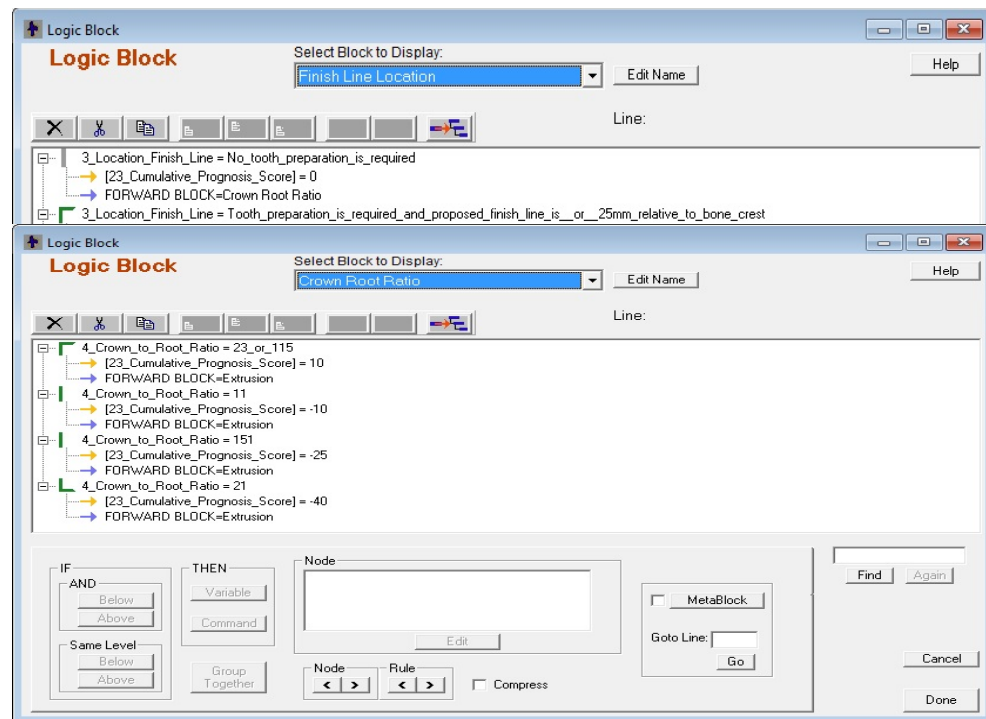 Logic Block
Logic Block
Select Block to Display:
Finish Line Location
Edit Name
Help
Line:
3_Location_Finish_Line = No_tooth_preparation_is_required
[23_Cumulative_Prognosis_Score] = 0
FORWARD BLOCK=Crown Root Ratio
3_Location_Finish_Line = Tooth_preparation_is_required_and_proposed_finish_line_is__or__25mm_relative_to_bone_crest
Logic Block
Logic Block
Select Block to Display:
Crown Root Ratio
Edit Name
Help
Line:
4_Crown_to_Root_Ratio = 23_or_115
[23_Cumulative_Prognosis_Score] = 10
FORWARD BLOCK=Extrusion
4_Crown_to_Root_Ratio = 11
[23_Cumulative_Prognosis_Score] = -10
FORWARD BLOCK=Extrusion
4_Crown_to_Root_Ratio = 151
[23_Cumulative_Prognosis_Score] = -25
FORWARD BLOCK=Extrusion
4_Crown_to_Root_Ratio = 21
[23_Cumulative_Prognosis_Score] = -40
FORWARD BLOCK=Extrusion
IF
AND
Below
Above
Same Level
Below
Above
THEN
Variable
Command
Group Together
Node
Edit
Node
< >
Rule
< >
Compress
MetaBlock
Goto Line:
Go
Find
Again
Cancel
Done